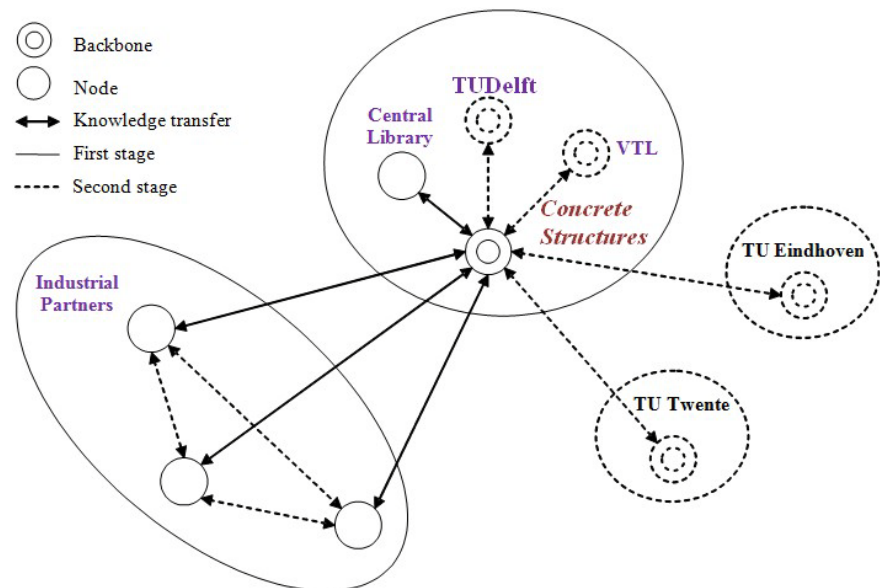 Backbone
Node
Knowledge transfer
First stage
Second stage
TUDelft
Central
Library
VTL
Concrete
Structures
TU Eindhoven
Industrial
Partners
TU Twente